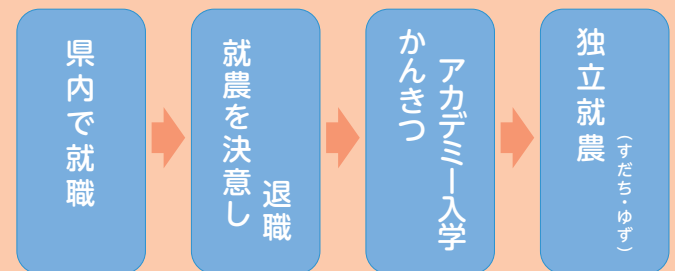 県内で就職
就農を決意し
退職
かんきつ
アカデミー入学
独立就農
（すだち・ゆず）